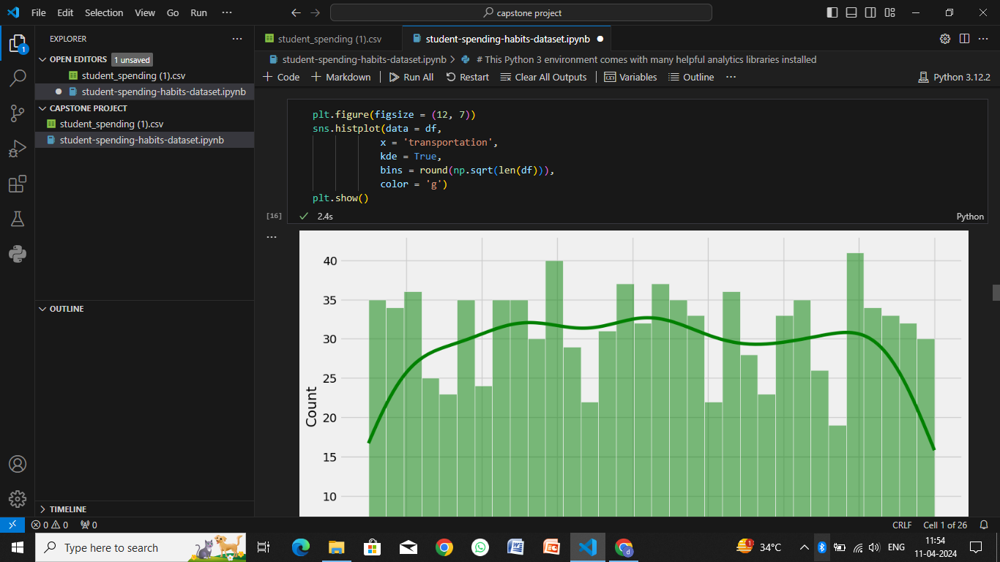 File Edit Selection View Go Run ··· capstone project
EXPLORER ···
OPEN EDITORS 1 unsaved
student_spending (1).csv
student-spending-habits-dataset.ipynb
CAPSTONE PROJECT
student_spending (1).csv
student-spending-habits-dataset.ipynb
OUTLINE
TIMELINE
1
student_spending (1).csv student-spending-habits-dataset.ipynb
student-spending-habits-dataset.ipynb > # This Python 3 environment comes with many helpful analytics libraries installed
+ Code + Markdown Run All Restart Clear All Outputs Variables Outline ··· Python 3.12.2
plt.figure(figsize = (12, 7))
sns.histplot(data = df,
x = 'transportation',
kde = True,
bins = round(np.sqrt(len(df))),
color = 'g')
plt.show()
[16] 2.4s Python
···
40
35
30
25
20
15
10
Count
0 0 0 CRLF Cell 1 of 26
Type here to search W EC d 1 34°C ENG 11:54
11-04-2024